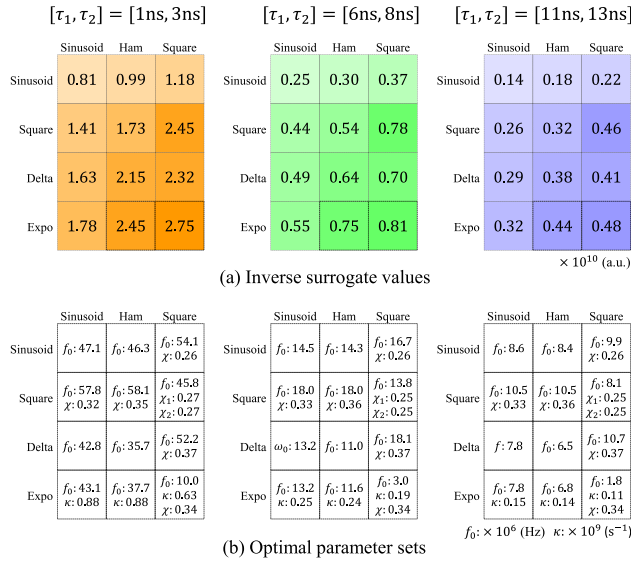 [τ₁, τ₂] = [1ns, 3ns] [6ns, 8ns] [11ns, 13ns]
Sinusoid Ham Square Sinusoid Ham Square Sinusoid Ham Square
Sinusoid 0.81 0.99 1.18 Sinusoid 0.25 0.30 0.37 Sinusoid 0.14 0.18 0.22
Square 1.41 1.73 2.45 Square 0.44 0.54 0.78 Square 0.26 0.32 0.46
Delta 1.63 2.15 2.32 Delta 0.49 0.64 0.70 Delta 0.29 0.38 0.41
Expo 1.78 2.45 2.75 Expo 0.55 0.75 0.81 Expo 0.32 0.44 0.48
× 10¹⁰ (a.u.)
(a) Inverse surrogate values
Sinusoid Ham Square Sinusoid Ham Square Sinusoid Ham Square
Sinusoid f₀: 47.1 f₀: 46.3 f₀: 54.1 χ: 0.26 Sinusoid f₀: 14.5 f₀: 14.3 f₀: 16.7 χ: 0.26 Sinusoid f₀: 8.6 f₀: 8.4 f₀: 9.9 χ: 0.26
Square f₀: 57.8 χ: 0.32 f₀: 58.1 χ: 0.35 f₀: 45.8 χ₁: 0.27 χ₂: 0.27 Square f₀: 18.0 χ: 0.33 f₀: 18.0 χ: 0.36 f₀: 13.8 χ₁: 0.25 χ₂: 0.25 Square f₀: 10.5 χ: 0.33 f₀: 10.5 χ: 0.36 f₀: 8.1 χ₁: 0.25 χ₂: 0.25
Delta f₀: 42.8 f₀: 35.7 f₀: 52.2 χ: 0.37 Delta ω₀: 13.2 f₀: 11.0 f₀: 18.1 χ: 0.37 Delta f: 7.8 f₀: 6.5 f₀: 10.7 χ: 0.37
Expo f₀: 43.1 κ: 0.88 f₀: 37.7 κ: 0.88 f₀: 10.0 κ: 0.63 χ: 0.34 Expo f₀: 13.2 κ: 0.25 f₀: 11.6 κ: 0.24 f₀: 3.0 κ: 0.19 χ: 0.34 Expo f₀: 7.8 κ: 0.15 f₀: 6.8 κ: 0.14 f₀: 1.8 κ: 0.11 χ: 0.34
f₀: × 10⁶ (Hz) κ: × 10⁹ (s⁻¹)
(b) Optimal parameter sets